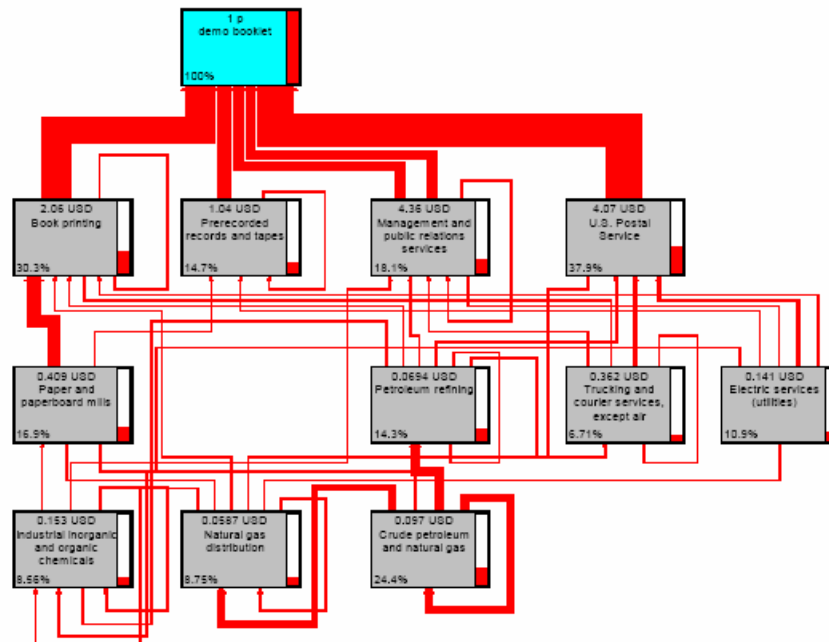 1 p
demo booklet
100%
2.06 USD
Book printing
30.3%
1.04 USD
Prerecorded
records and tapes
14.7%
4.36 USD
Management and
public relations
services
18.1%
4.07 USD
U.S. Postal
Service
37.9%
0.409 USD
Paper and
paperboard mills
16.9%
0.0694 USD
Petroleum refining
14.3%
0.362 USD
Trucking and
courier services,
except air
6.71%
0.141 USD
Electric services
(utilities)
10.9%
0.153 USD
Industrial inorganic
and organic
chemicals
8.56%
0.0587 USD
Natural gas
distribution
8.75%
0.097 USD
Crude petroleum
and natural gas
24.4%